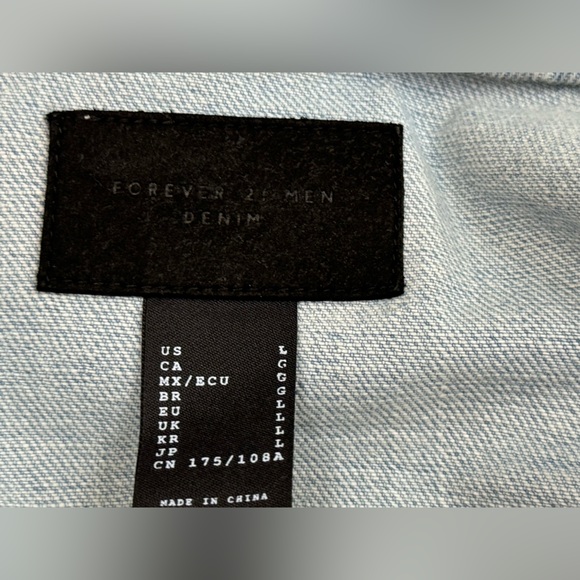 FOREVER 21 MEN
DENIM
US L
CA G
MX/ECU G
BR G
EU L
UK L
KR L
JP L
CN 175/108A
MADE IN CHINA